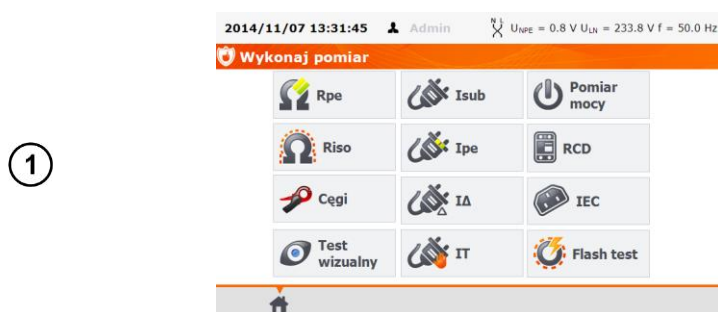 2014/11/07 13:31:45 Admin N L UNPE = 0.8 V ULN = 233.8 V f = 50.0 Hz
Wykonaj pomiar
Rpe Isub Pomiar
mocy
1
Riso Ipe RCD
Cęgi IΔ IEC
Test
wizualny IT Flash test